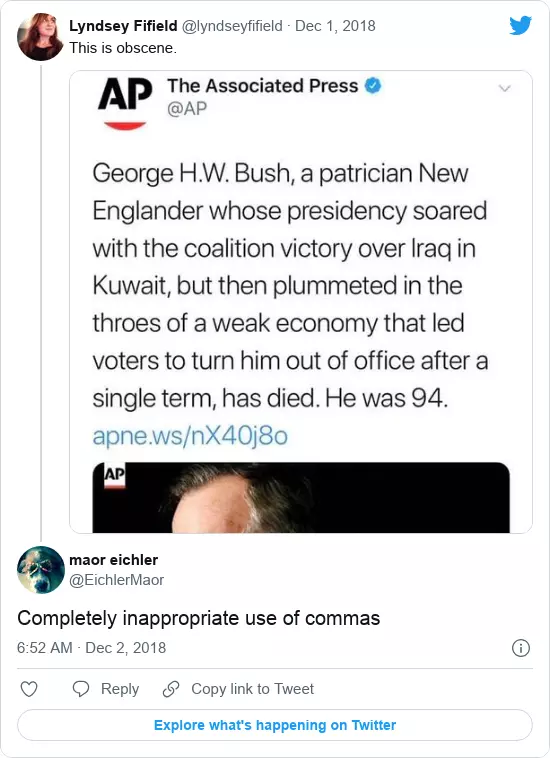 Lyndsey Fifield @lyndseyfifield · Dec 1, 2018
This is obscene.
AP The Associated Press
@AP
George H.W. Bush, a patrician New
Englander whose presidency soared
with the coalition victory over Iraq in
Kuwait, but then plummeted in the
throes of a weak economy that led
voters to turn him out of office after a
single term, has died. He was 94.
apne.ws/nX40j8o
AP
maor eichler
@EichlerMaor
Completely inappropriate use of commas
6:52 AM · Dec 2, 2018
Reply Copy link to Tweet
Explore what's happening on Twitter